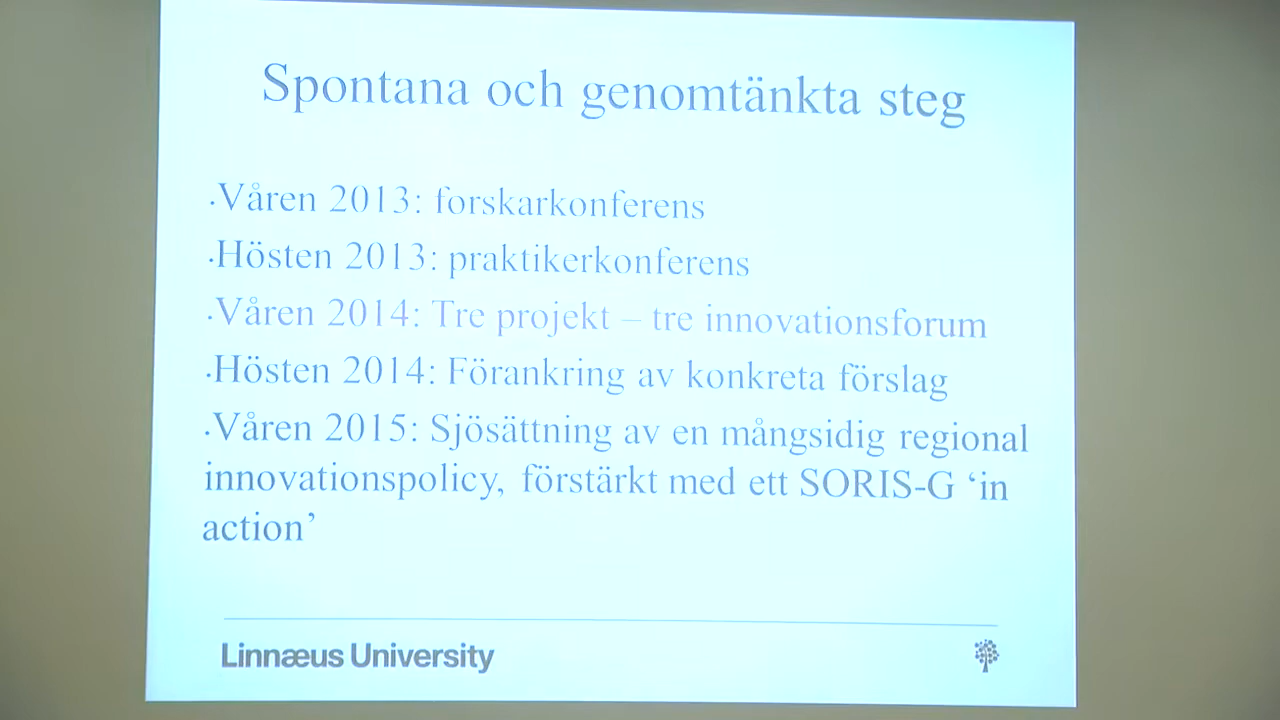 Spontana och genomtänkta steg
.Våren 2013: forskarkonferens
.Hösten 2013: praktikerkonferens
.Våren 2014: Tre projekt – tre innovationsforum
.Hösten 2014: Förankring av konkreta förslag
.Våren 2015: Sjösättning av en mångsidig regional
innovationspolicy, förstärkt med ett SORIS-G ‘in
action’
Linnæus University